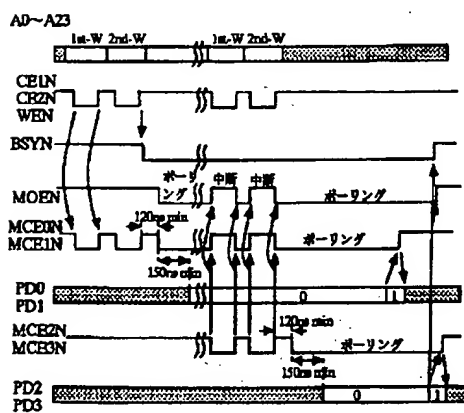 A0～A23
1st-W 2nd-W 1st-W 2nd-W
CE1N
CE2N
WEN
BSYN
ポーリング 中断 中断
MOEN ポーリング
120ns min
MCE0N
MCE1N ポーリング
150ns min
PD0
PD1 0 1
120ns min
MCE2N
MCE3N ポーリング
150ns min
PD2
PD3 0 1